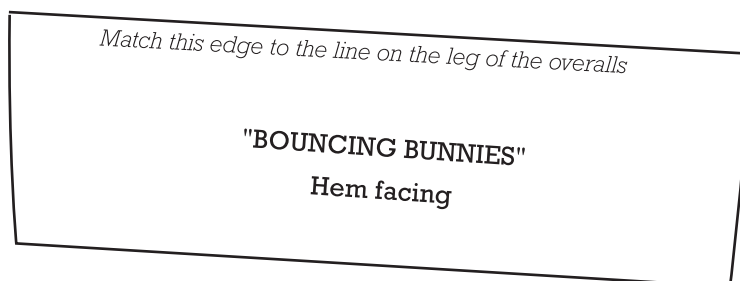 Match this edge to the line on the leg of the overalls
"BOUNCING BUNNIES"
Hem facing